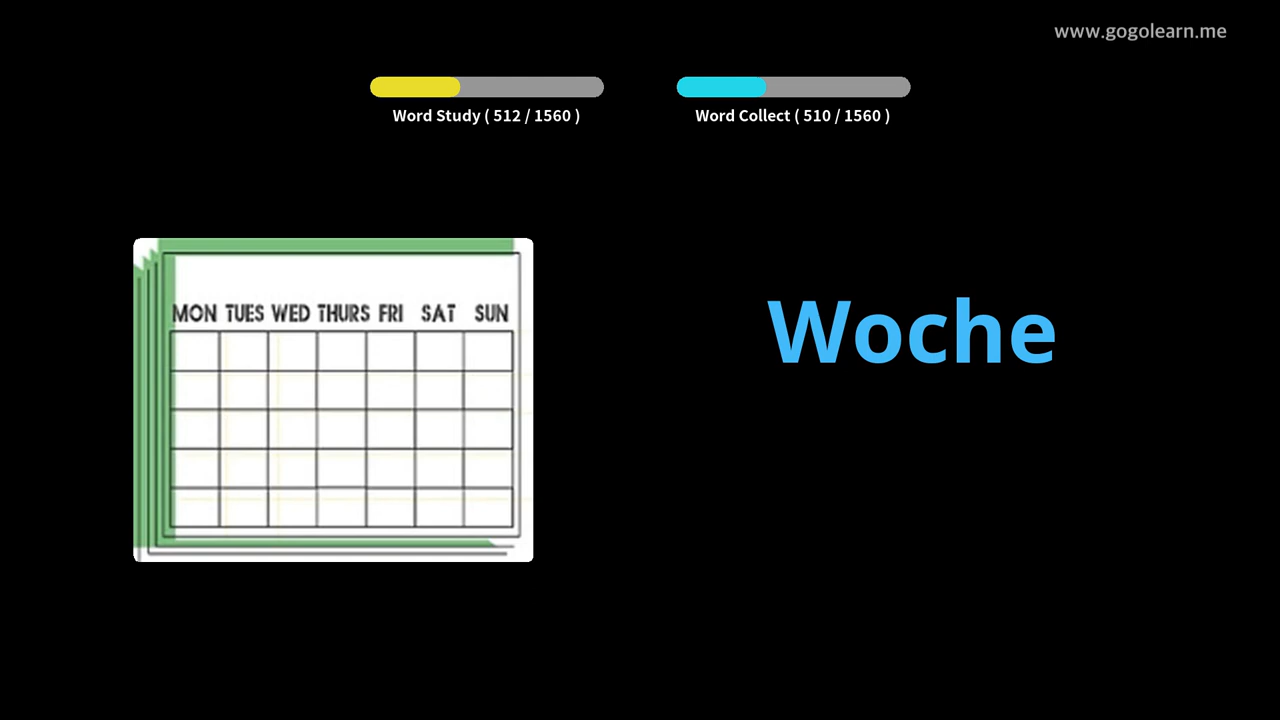 www.gogolearn.me
Word Study ( 512 / 1560 )
Word Collect ( 510 / 1560 )
MON TUES WED THURS FRI SAT SUN
Woche